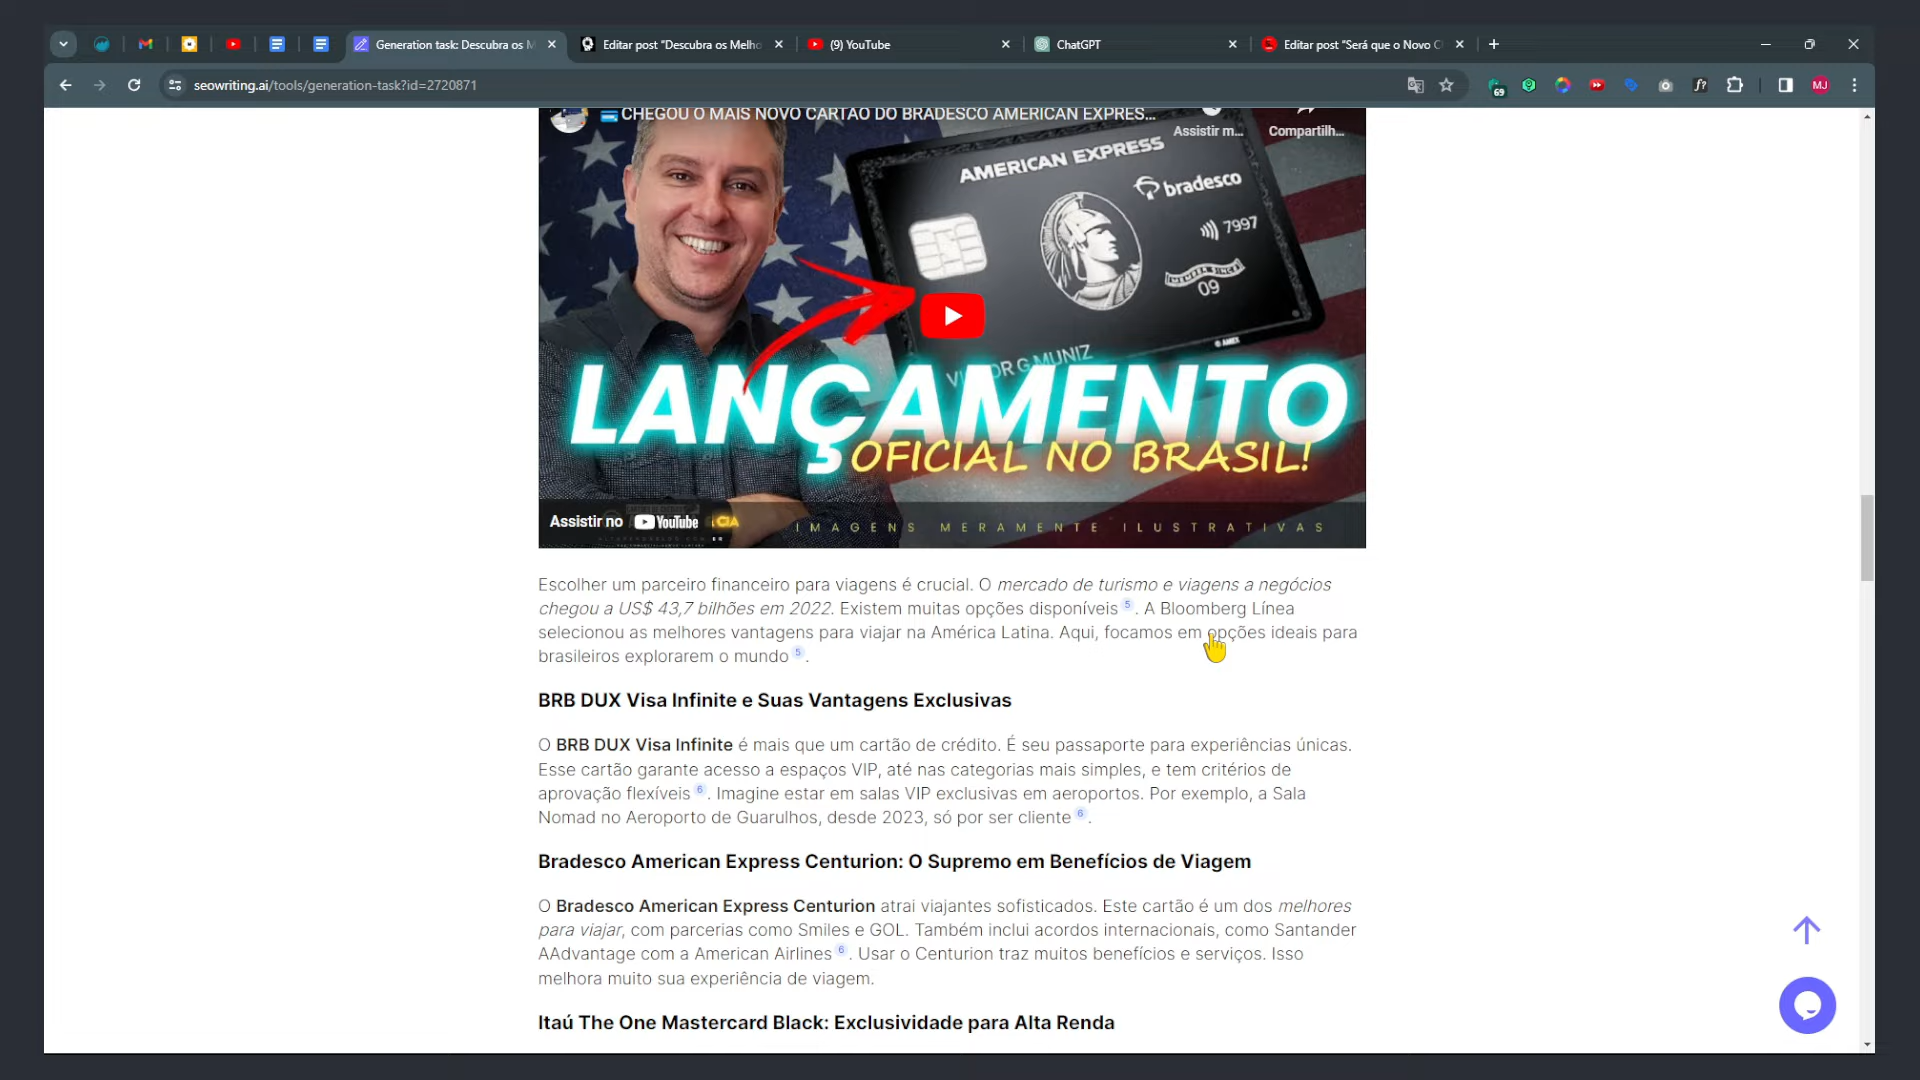 Generation task: Descubra os M
Editar post "Descubra os Melho
(9) YouTube
ChatGPT
Editar post "Será que o Novo C
seowriting.ai/tools/generation-task?id=2720871
69
f?
MJ
CHEGOU O MAIS NOVO CARTÃO DO BRADESCO AMERICAN EXPRES...
Assistir m...
Compartilh...
AMERICAN EXPRESS
bradesco
7997
MEMBER SINCE
09
AMEX
DOR G MUNIZ
LANÇAMENTO
OFICIAL NO BRASIL!
Assistir no YouTube
CIA
IMAGENS MERAMENTE ILUSTRATIVAS
Escolher um parceiro financeiro para viagens é crucial. O mercado de turismo e viagens a negócios
chegou a US$ 43,7 bilhões em 2022. Existem muitas opções disponíveis 5. A Bloomberg Línea
selecionou as melhores vantagens para viajar na América Latina. Aqui, focamos em opções ideais para
brasileiros explorarem o mundo 5.
BRB DUX Visa Infinite e Suas Vantagens Exclusivas
O BRB DUX Visa Infinite é mais que um cartão de crédito. É seu passaporte para experiências únicas.
Esse cartão garante acesso a espaços VIP, até nas categorias mais simples, e tem critérios de
aprovação flexíveis 6. Imagine estar em salas VIP exclusivas em aeroportos. Por exemplo, a Sala
Nomad no Aeroporto de Guarulhos, desde 2023, só por ser cliente 6.
Bradesco American Express Centurion: O Supremo em Benefícios de Viagem
O Bradesco American Express Centurion atrai viajantes sofisticados. Este cartão é um dos melhores
para viajar, com parcerias como Smiles e GOL. Também inclui acordos internacionais, como Santander
AAdvantage com a American Airlines 6. Usar o Centurion traz muitos benefícios e serviços. Isso
melhora muito sua experiência de viagem.
Itaú The One Mastercard Black: Exclusividade para Alta Renda